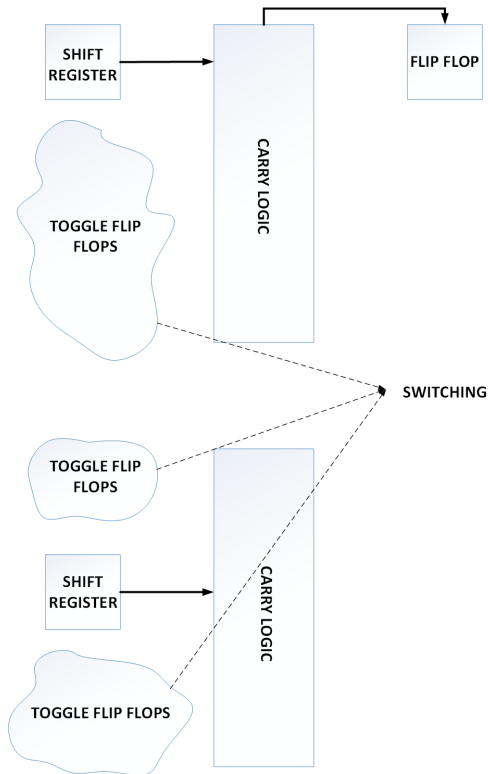 SHIFT
REGISTER
FLIP FLOP
CARRY LOGIC
TOGGLE FLIP
FLOPS
SWITCHING
TOGGLE FLIP
FLOPS
SHIFT
REGISTER
CARRY LOGIC
TOGGLE FLIP FLOPS